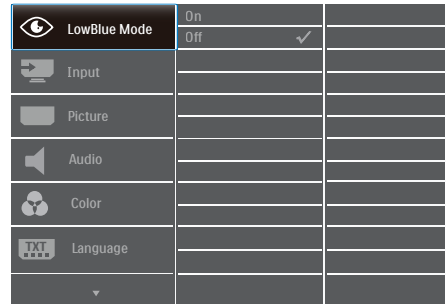 LowBlue Mode
On
Off
Input
Picture
Audio
Color
TXT
Language